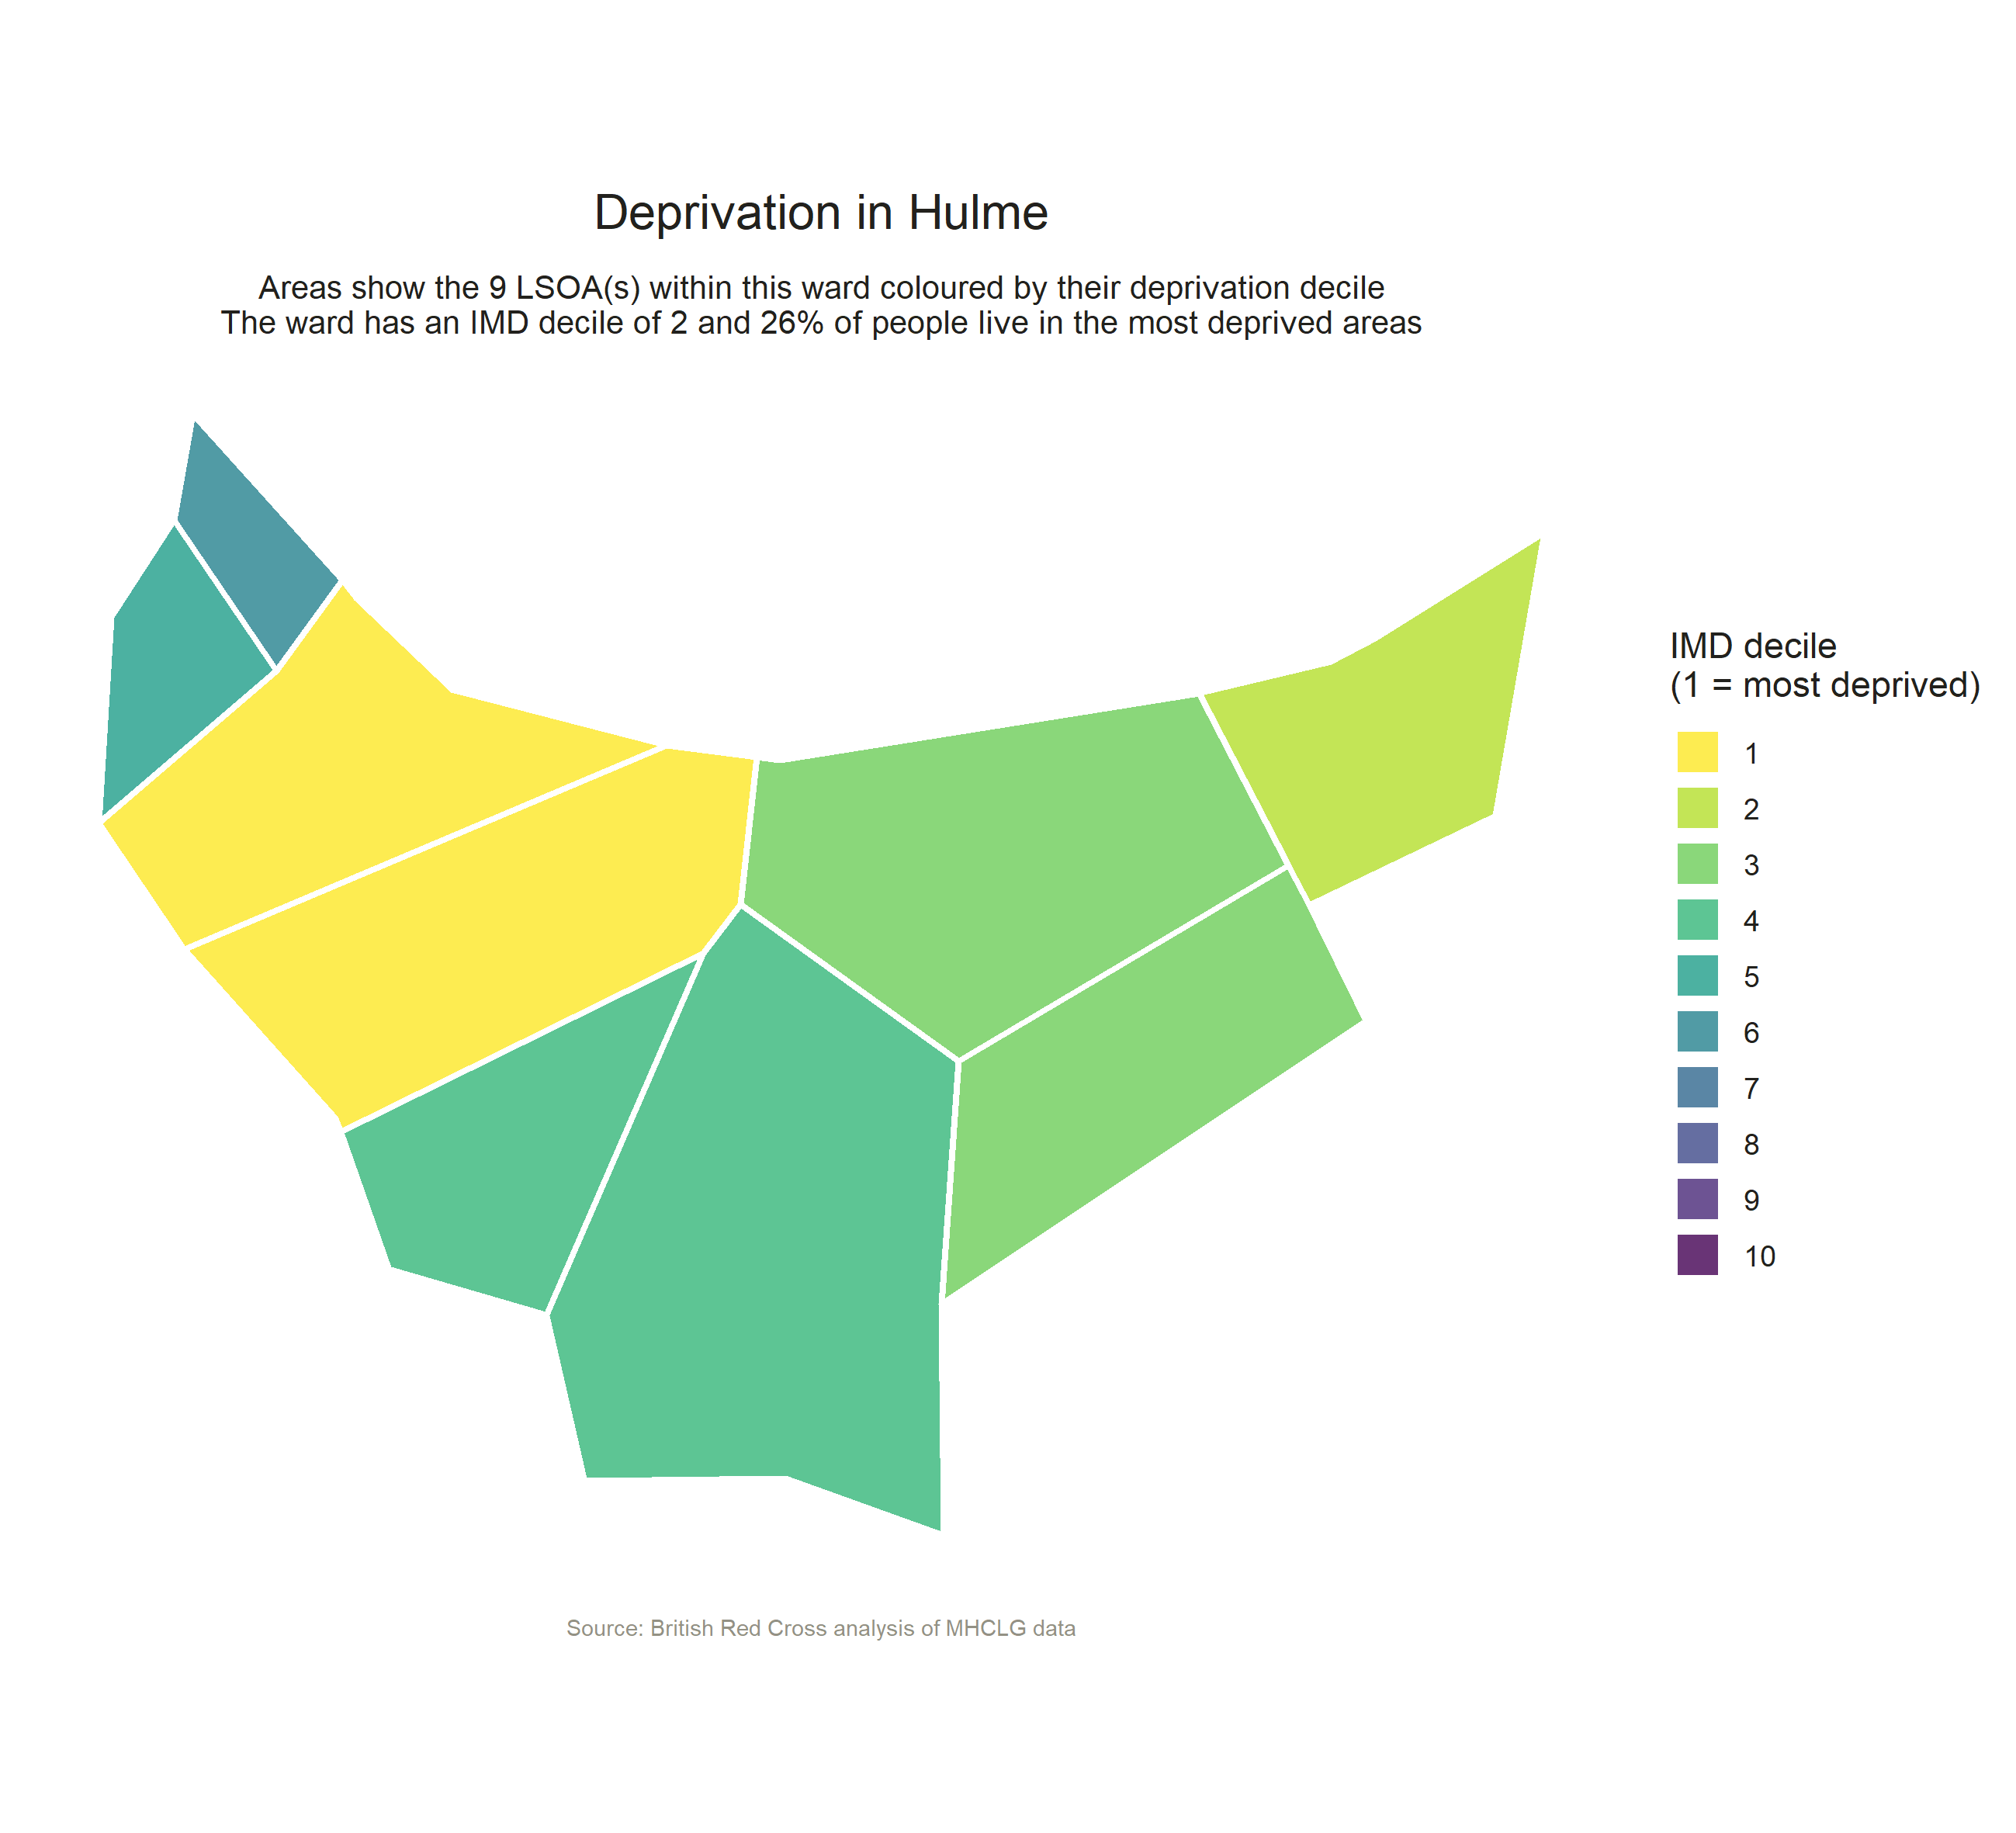 Deprivation in Hulme
Areas show the 9 LSOA(s) within this ward coloured by their deprivation decile
The ward has an IMD decile of 2 and 26% of people live in the most deprived areas
IMD decile
(1 = most deprived)
1
2
3
4
5
6
7
8
9
10
Source: British Red Cross analysis of MHCLG data